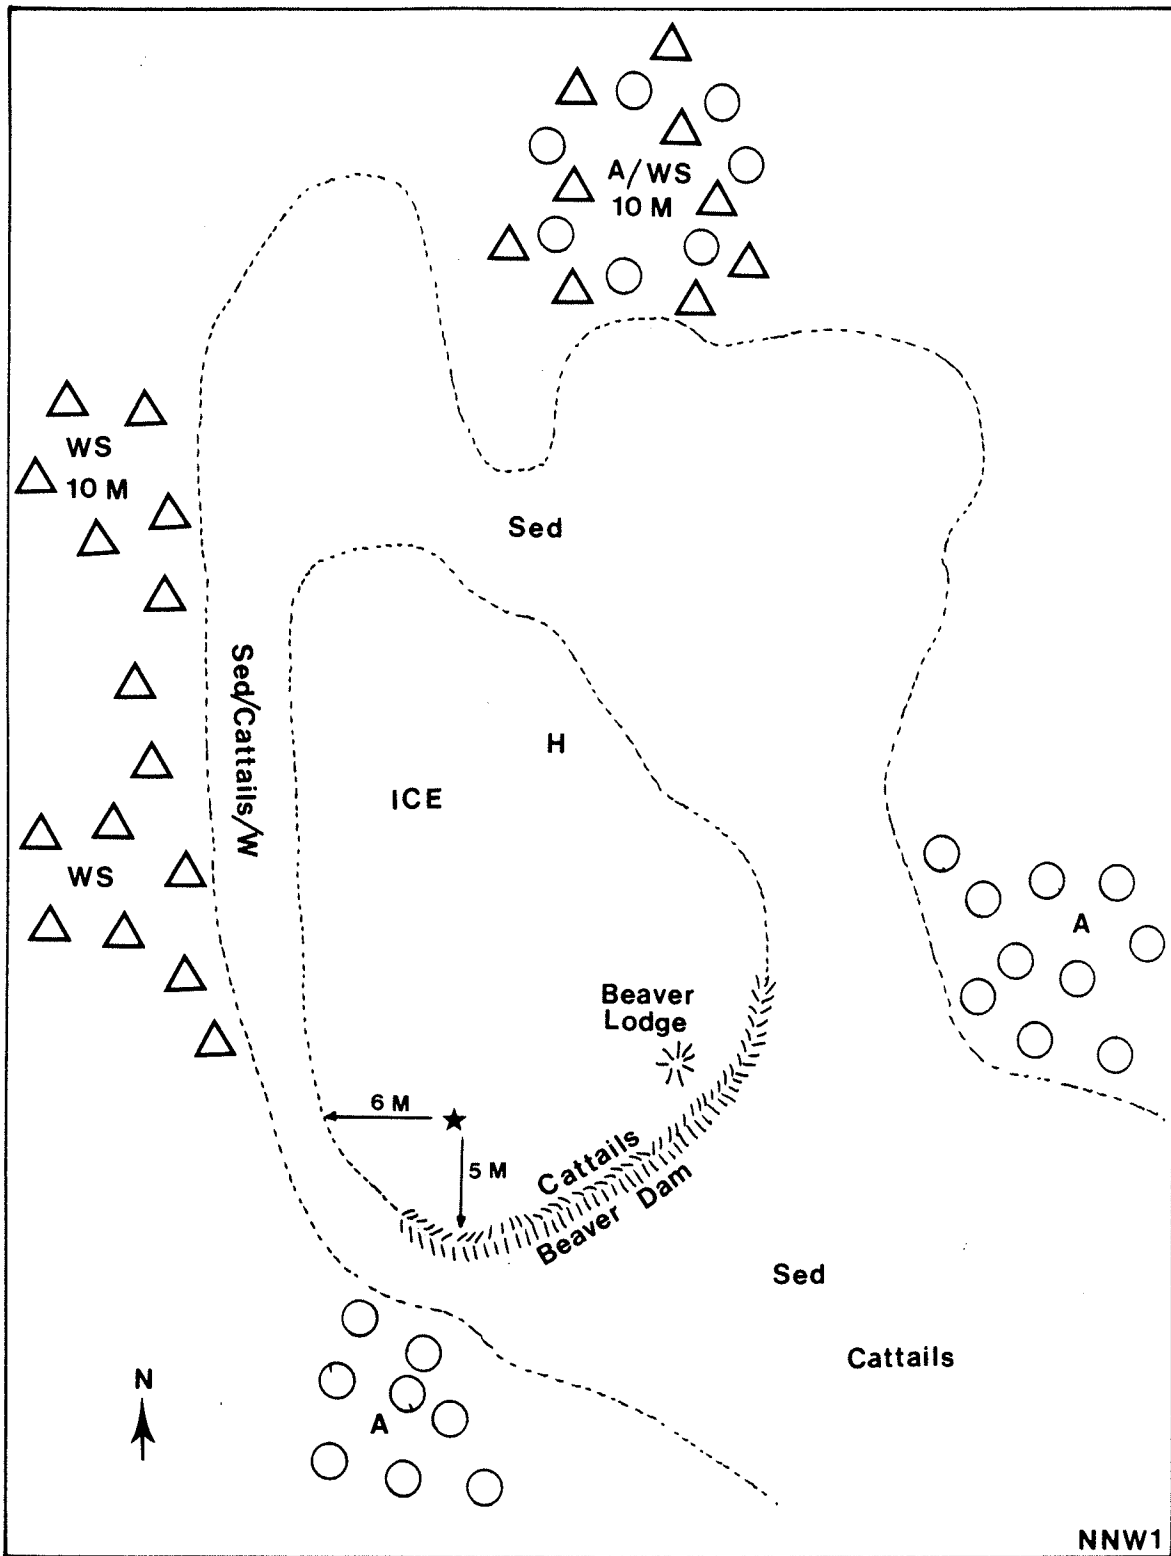 A/WS
10 M
WS
10 M
Sed
Sed/Cattails/W
H
ICE
WS
A
Beaver
Lodge
6 M
5 M
Cattails
Beaver Dam
Sed
Cattails
N
A
NNW1